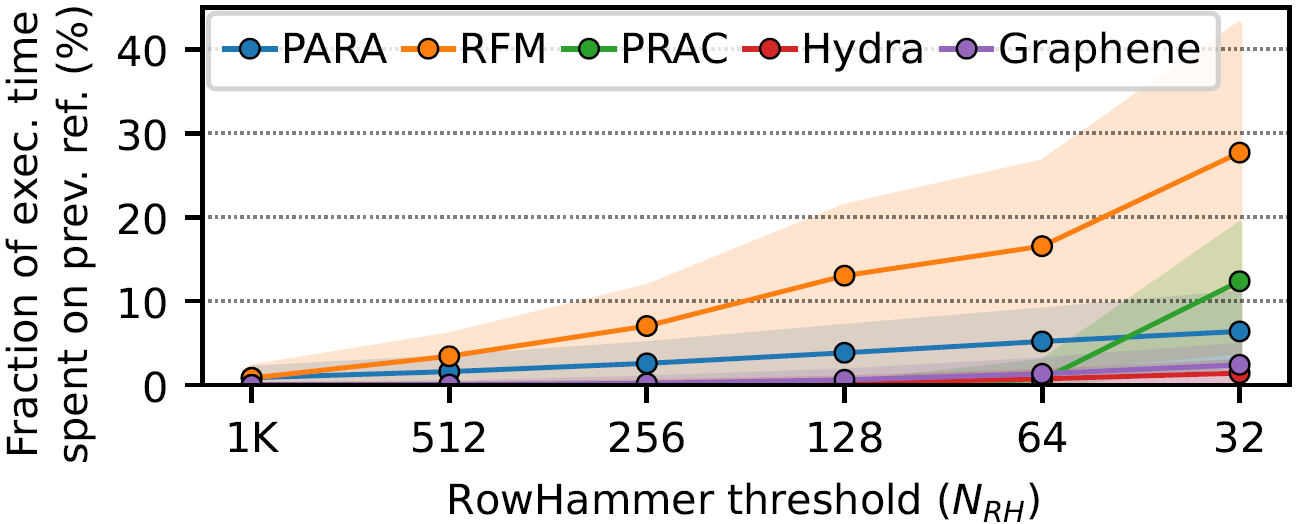 Fraction of exec. time
spent on prev. ref. (%)
40
30
20
10
0
PARA RFM PRAC Hydra Graphene
1K 512 256 128 64 32
RowHammer threshold (N_RH)